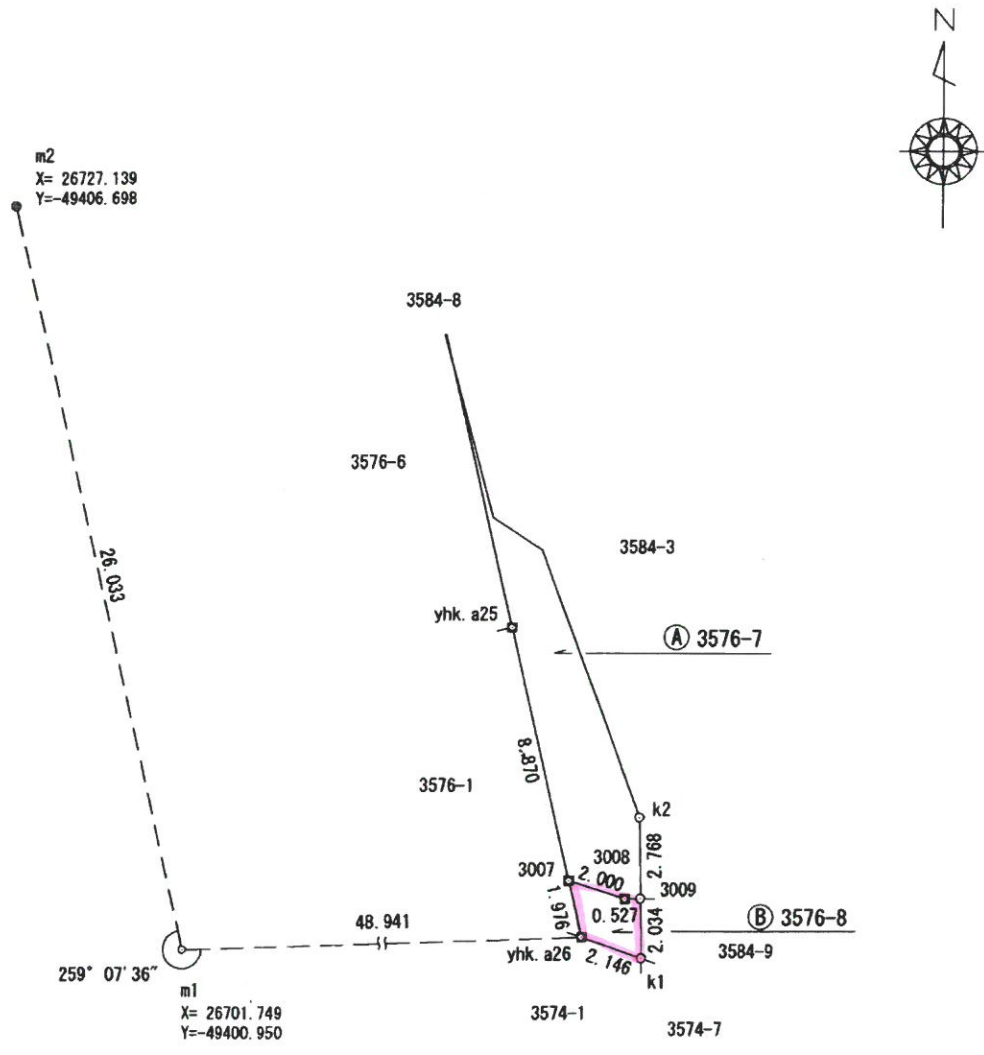 N
m2
X= 26727.139
Y=-49406.698
3584-8
3576-6
3584-3
26.033
yhk. a25
Ⓐ 3576-7
8.870
3576-1
k2
2.768
3007
3008
2.000
3009
1.976
0.527
2.034
Ⓑ 3576-8
48.941
yhk. a26
2.146
3584-9
259° 07′ 36″
k1
m1
X= 26701.749
Y=-49400.950
3574-1
3574-7